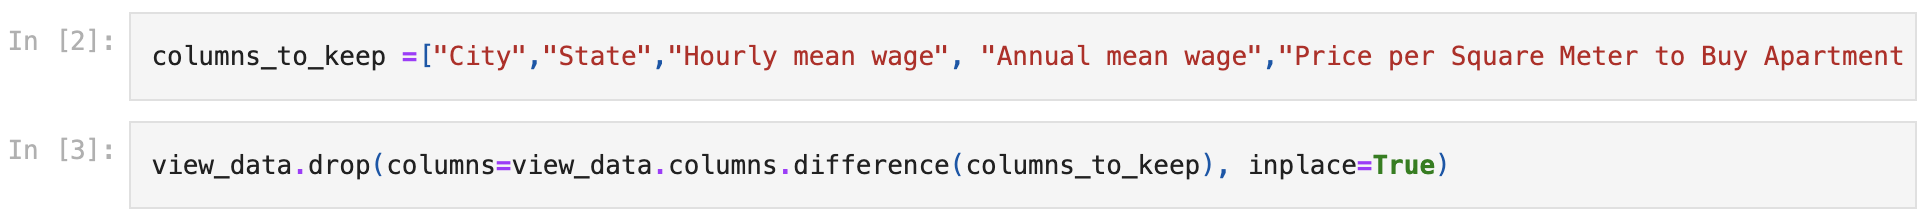 In [2]:
columns_to_keep =["City","State","Hourly mean wage", "Annual mean wage","Price per Square Meter to Buy Apartment
In [3]:
view_data.drop(columns=view_data.columns.difference(columns_to_keep), inplace=True)